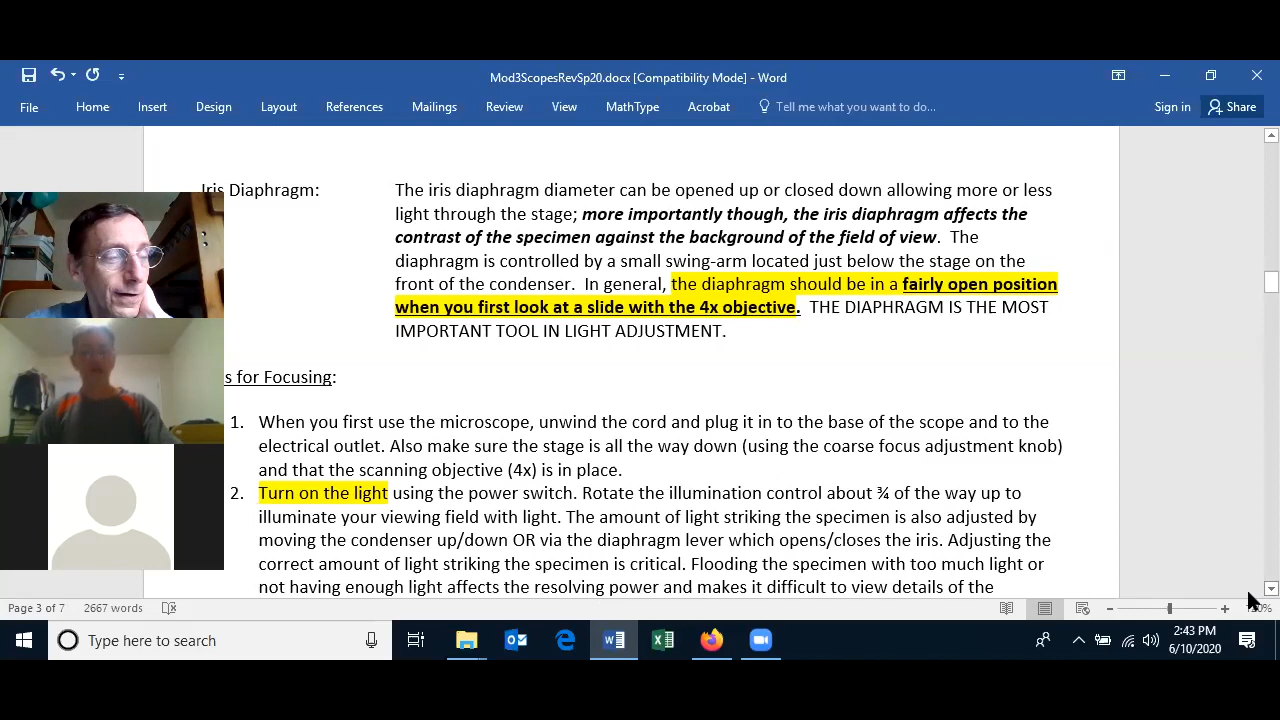 Mod3ScopesRevSp20.docx [Compatibility Mode] - Word
File Home Insert Design Layout References Mailings Review View MathType Acrobat Tell me what you want to do... Sign in Share
Iris Diaphragm: The iris diaphragm diameter can be opened up or closed down allowing more or less
light through the stage; more importantly though, the iris diaphragm affects the
contrast of the specimen against the background of the field of view. The
diaphragm is controlled by a small swing-arm located just below the stage on the
front of the condenser. In general, the diaphragm should be in a fairly open position
when you first look at a slide with the 4x objective. THE DIAPHRAGM IS THE MOST
IMPORTANT TOOL IN LIGHT ADJUSTMENT.
s for Focusing:
1. When you first use the microscope, unwind the cord and plug it in to the base of the scope and to the
electrical outlet. Also make sure the stage is all the way down (using the coarse focus adjustment knob)
and that the scanning objective (4x) is in place.
2. Turn on the light using the power switch. Rotate the illumination control about ¾ of the way up to
illuminate your viewing field with light. The amount of light striking the specimen is also adjusted by
moving the condenser up/down OR via the diaphragm lever which opens/closes the iris. Adjusting the
correct amount of light striking the specimen is critical. Flooding the specimen with too much light or
not having enough light affects the resolving power and makes it difficult to view details of the
Page 3 of 7 2667 words
Type here to search
2:43 PM
6/10/2020